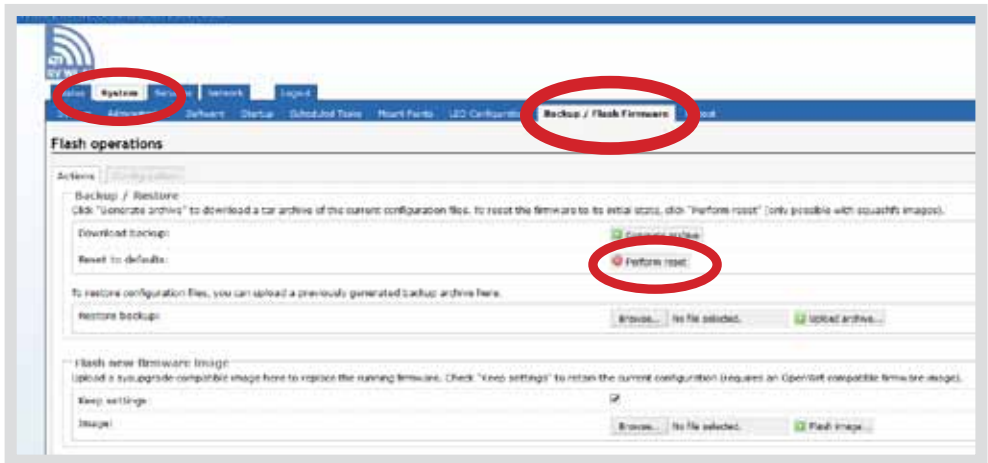 System Services Network Logout
System Administration Software Startup Scheduled Tasks Mount Points LED Configuration Backup / Flash Firmware Reboot
Flash operations
Actions Configuration
Backup / Restore
Click "Generate archive" to download a tar archive of the current configuration files. To reset the firmware to its initial state, click "Perform reset" (only possible with squashfs images).
Download backup: Generate archive
Reset to defaults: Perform reset
To restore configuration files, you can upload a previously generated backup archive here.
Restore backup: Browse... No file selected. Upload archive...
Flash new firmware image
Upload a sysupgrade-compatible image here to replace the running firmware. Check "Keep settings" to retain the current configuration (requires an OpenWrt compatible firmware image).
Keep settings:
Image: Browse... No file selected. Flash image...